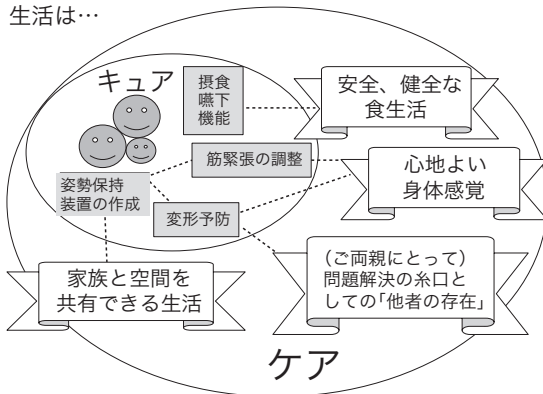 生活は…
キュア
摂食
嚥下
機能
安全、健全な
食生活
筋緊張の調整
心地よい
身体感覚
姿勢保持
装置の作成
変形予防
(ご両親にとって)
問題解決の糸口と
しての「他者の存在」
家族と空間を
共有できる生活
ケア